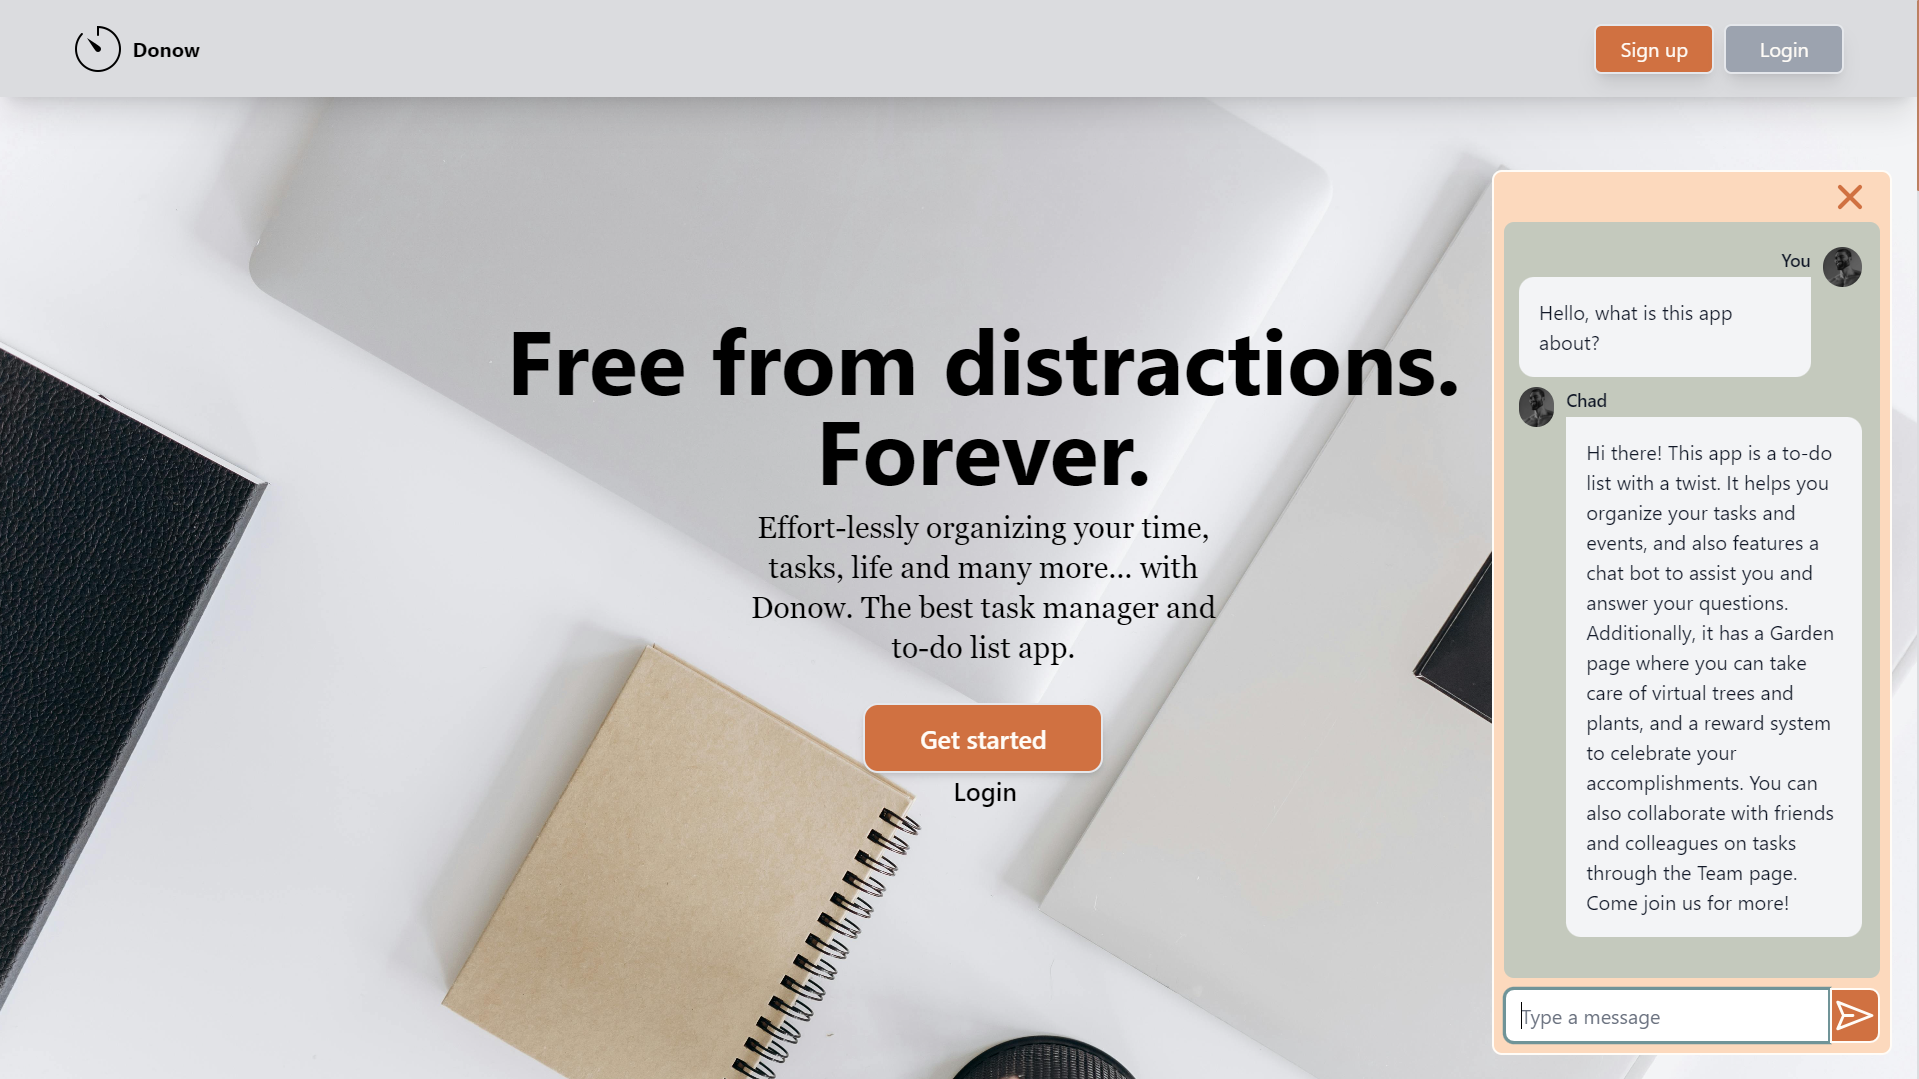 Donow
Sign up
Login
Free from distractions.
Forever.
Effort-lessly organizing your time,
tasks, life and many more... with
Donow. The best task manager and
to-do list app.
Get started
Login
You
Hello, what is this app
about?
Chad
Hi there! This app is a to-do
list with a twist. It helps you
organize your tasks and
events, and also features a
chat bot to assist you and
answer your questions.
Additionally, it has a Garden
page where you can take
care of virtual trees and
plants, and a reward system
to celebrate your
accomplishments. You can
also collaborate with friends
and colleagues on tasks
through the Team page.
Come join us for more!
Type a message